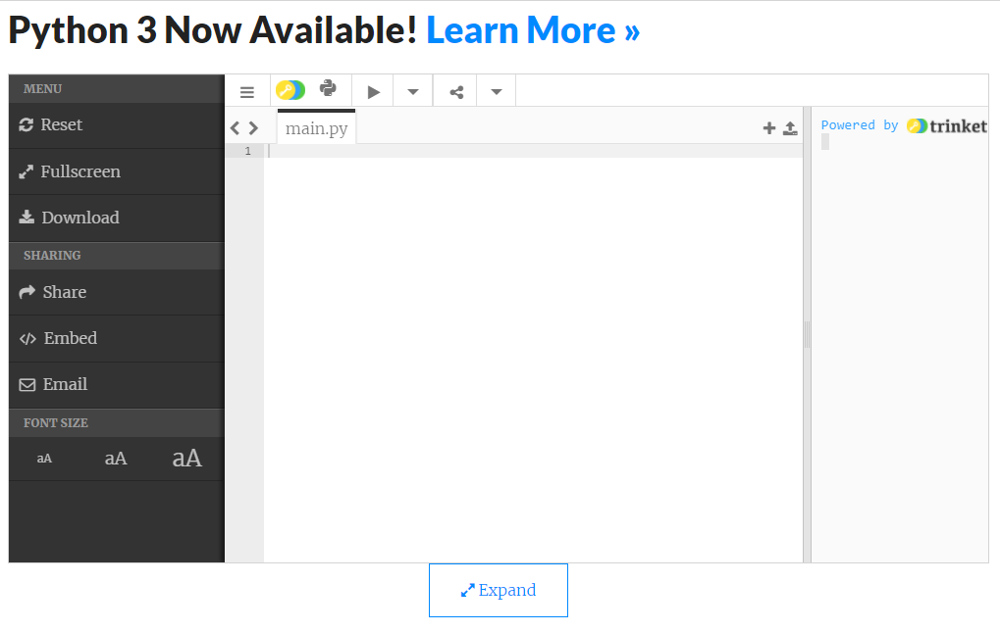 Python 3 Now Available! Learn More »
MENU
Reset
Fullscreen
Download
SHARING
Share
Embed
Email
FONT SIZE
aA aA aA
main.py
1
Powered by trinket
Expand